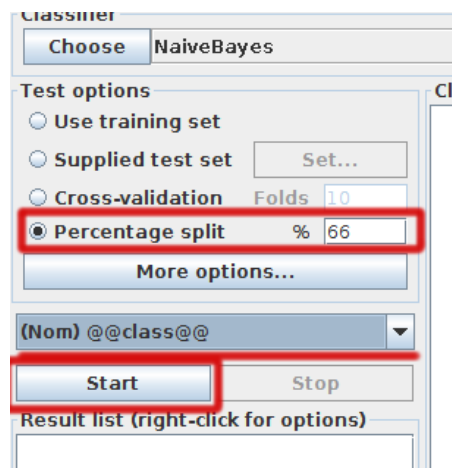 Classifier
Choose NaiveBayes
Test options
Cl
Use training set
Supplied test set Set...
Cross-validation Folds 10
Percentage split % 66
More options...
(Nom) @@class@@
Start Stop
Result list (right-click for options)